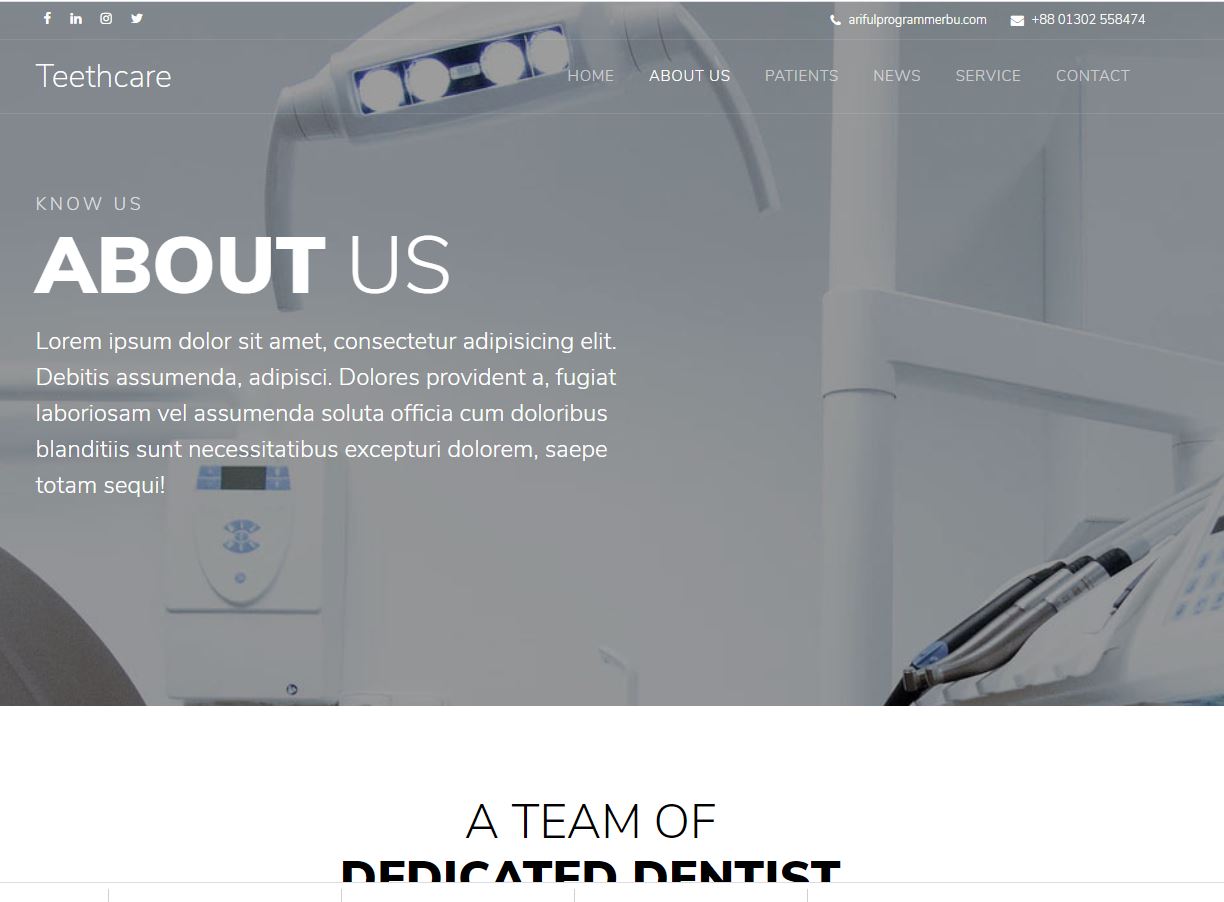 arifulprogrammerbu.com +88 01302 558474
Teethcare HOME ABOUT US PATIENTS NEWS SERVICE CONTACT
KNOW US
ABOUT US
Lorem ipsum dolor sit amet, consectetur adipisicing elit.
Debitis assumenda, adipisci. Dolores provident a, fugiat
laboriosam vel assumenda soluta officia cum doloribus
blanditiis sunt necessitatibus excepturi dolorem, saepe
totam sequi!
A TEAM OF
DEDICATED DENTIST